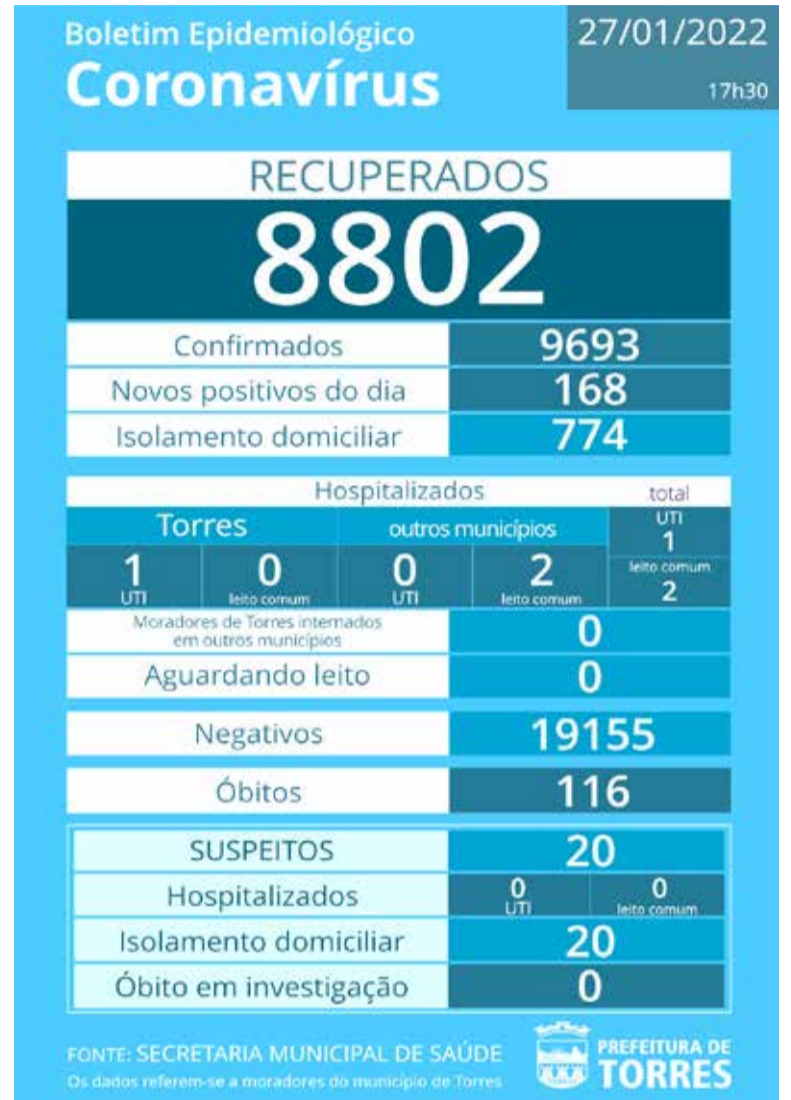 Boletim Epidemiológico
Coronavírus
27/01/2022
17h30
RECUPERADOS
8802
Confirmados 9693
Novos positivos do dia 168
Isolamento domiciliar 774
Hospitalizados total
Torres outros municípios UTI
1
1 0 0 2 leito comum
UTI leito comum UTI leito comum 2
Moradores de Torres internados
em outros municípios 0
Aguardando leito 0
Negativos 19155
Óbitos 116
SUSPEITOS 20
Hospitalizados 0 0
UTI leito comum
Isolamento domiciliar 20
Óbito em investigação 0
FONTE: SECRETARIA MUNICIPAL DE SAÚDE
Os dados referem-se a moradores do município de Torres
PREFEITURA DE
TORRES